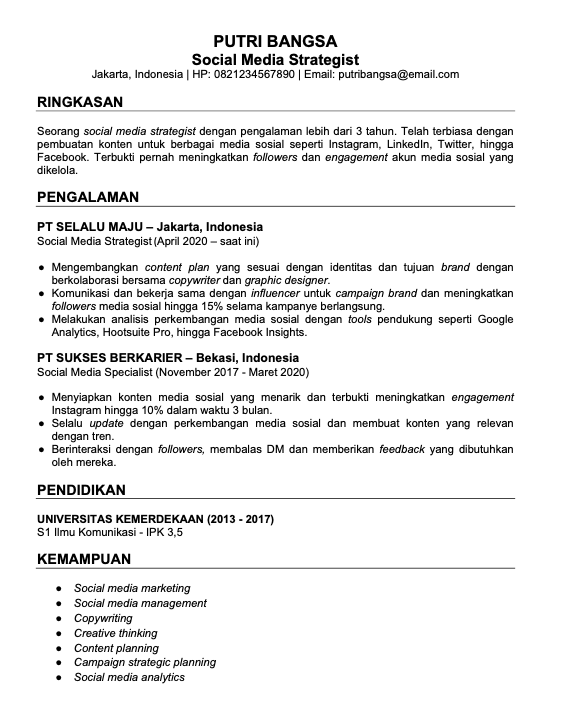 PUTRI BANGSA
Social Media Strategist
Jakarta, Indonesia | HP: 0821234567890 | Email: putribangsa@email.com
RINGKASAN
Seorang social media strategist dengan pengalaman lebih dari 3 tahun. Telah terbiasa dengan
pembuatan konten untuk berbagai media sosial seperti Instagram, LinkedIn, Twitter, hingga
Facebook. Terbukti pernah meningkatkan followers dan engagement akun media sosial yang
dikelola.
PENGALAMAN
PT SELALU MAJU – Jakarta, Indonesia
Social Media Strategist (April 2020 – saat ini)
● Mengembangkan content plan yang sesuai dengan identitas dan tujuan brand dengan
berkolaborasi bersama copywriter dan graphic designer.
● Komunikasi dan bekerja sama dengan influencer untuk campaign brand dan meningkatkan
followers media sosial hingga 15% selama kampanye berlangsung.
● Melakukan analisis perkembangan media sosial dengan tools pendukung seperti Google
Analytics, Hootsuite Pro, hingga Facebook Insights.
PT SUKSES BERKARIER – Bekasi, Indonesia
Social Media Specialist (November 2017 - Maret 2020)
● Menyiapkan konten media sosial yang menarik dan terbukti meningkatkan engagement
Instagram hingga 10% dalam waktu 3 bulan.
● Selalu update dengan perkembangan media sosial dan membuat konten yang relevan
dengan tren.
● Berinteraksi dengan followers, membalas DM dan memberikan feedback yang dibutuhkan
oleh mereka.
PENDIDIKAN
UNIVERSITAS KEMERDEKAAN (2013 - 2017)
S1 Ilmu Komunikasi - IPK 3,5
KEMAMPUAN
● Social media marketing
● Social media management
● Copywriting
● Creative thinking
● Content planning
● Campaign strategic planning
● Social media analytics